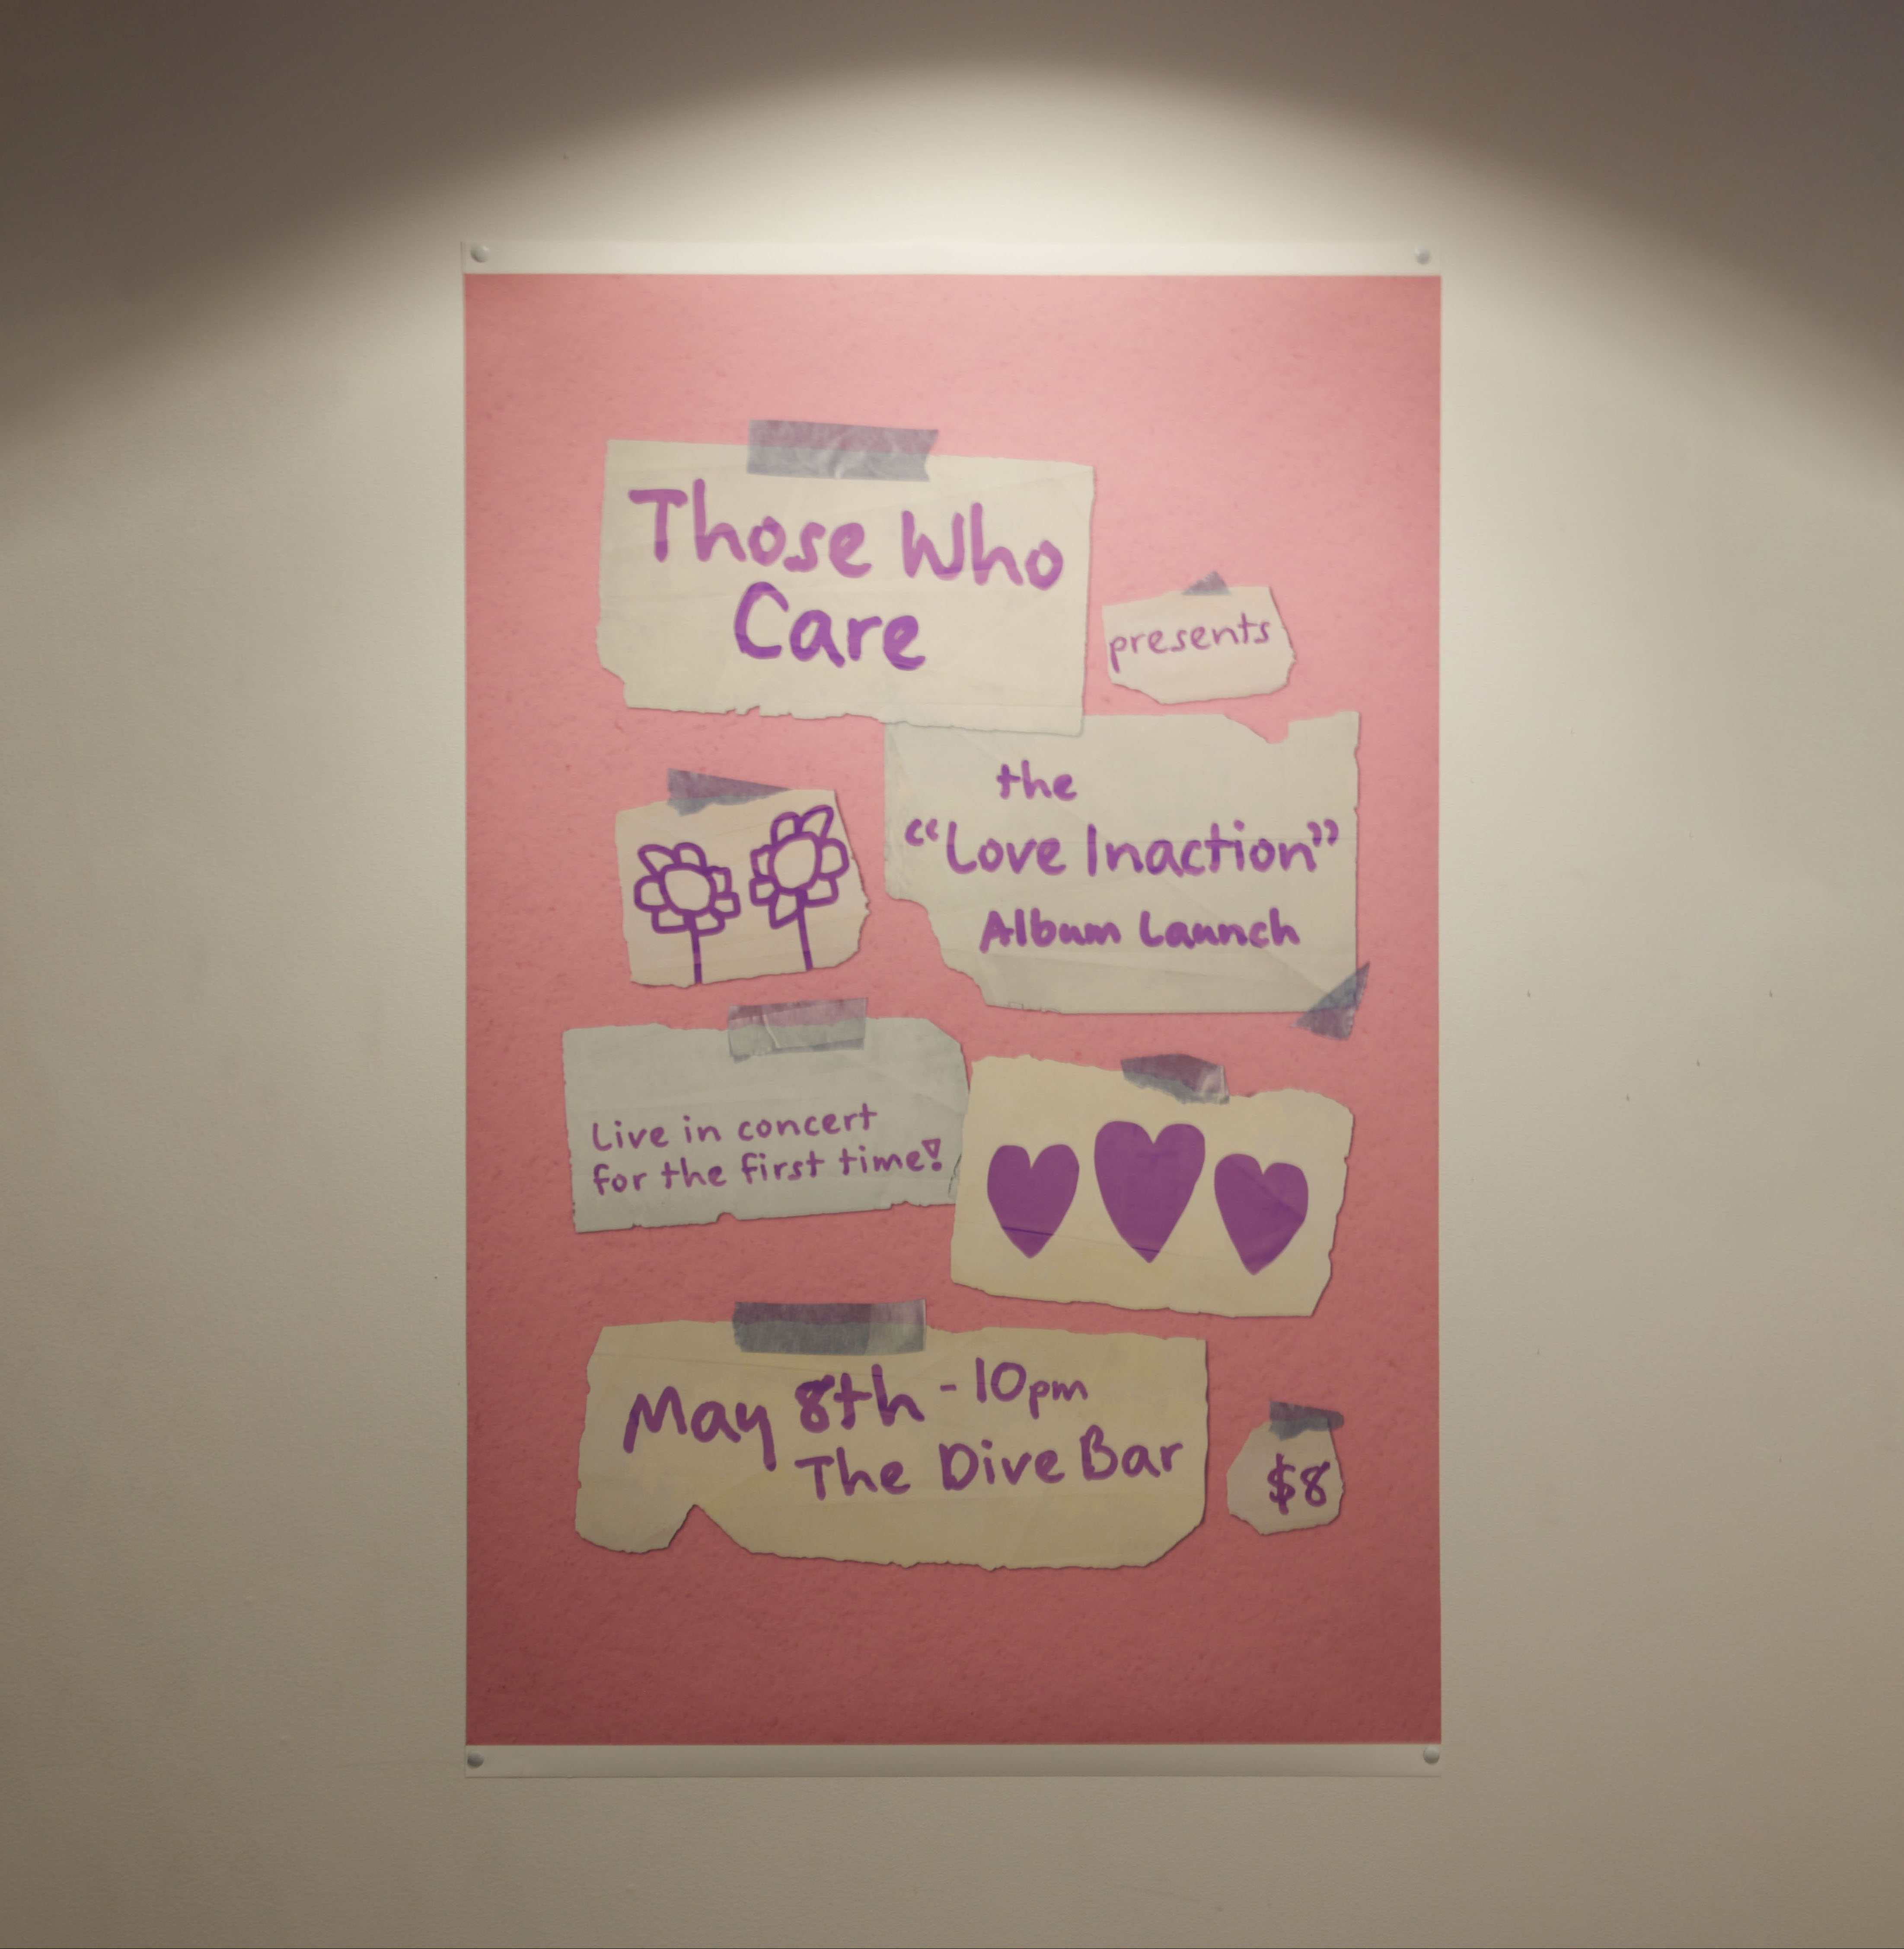 Those Who
Care
presents
the
“Love Inaction”
Album Launch
Live in concert
for the first time!
May 8th - 10pm
The Dive Bar
$8